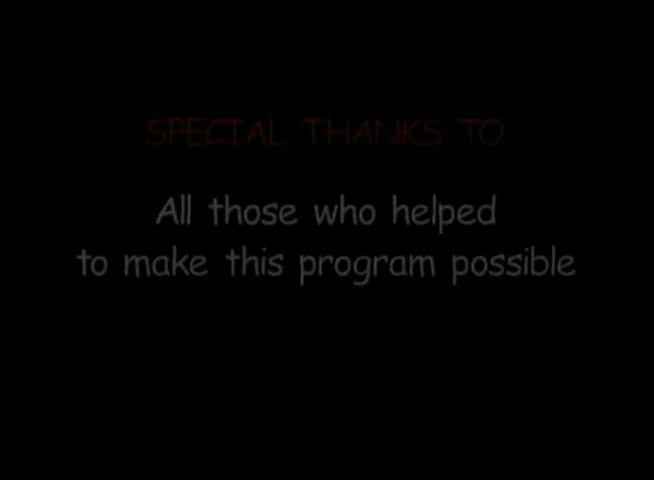 SPECIAL THANKS TO
All those who helped
to make this program possible